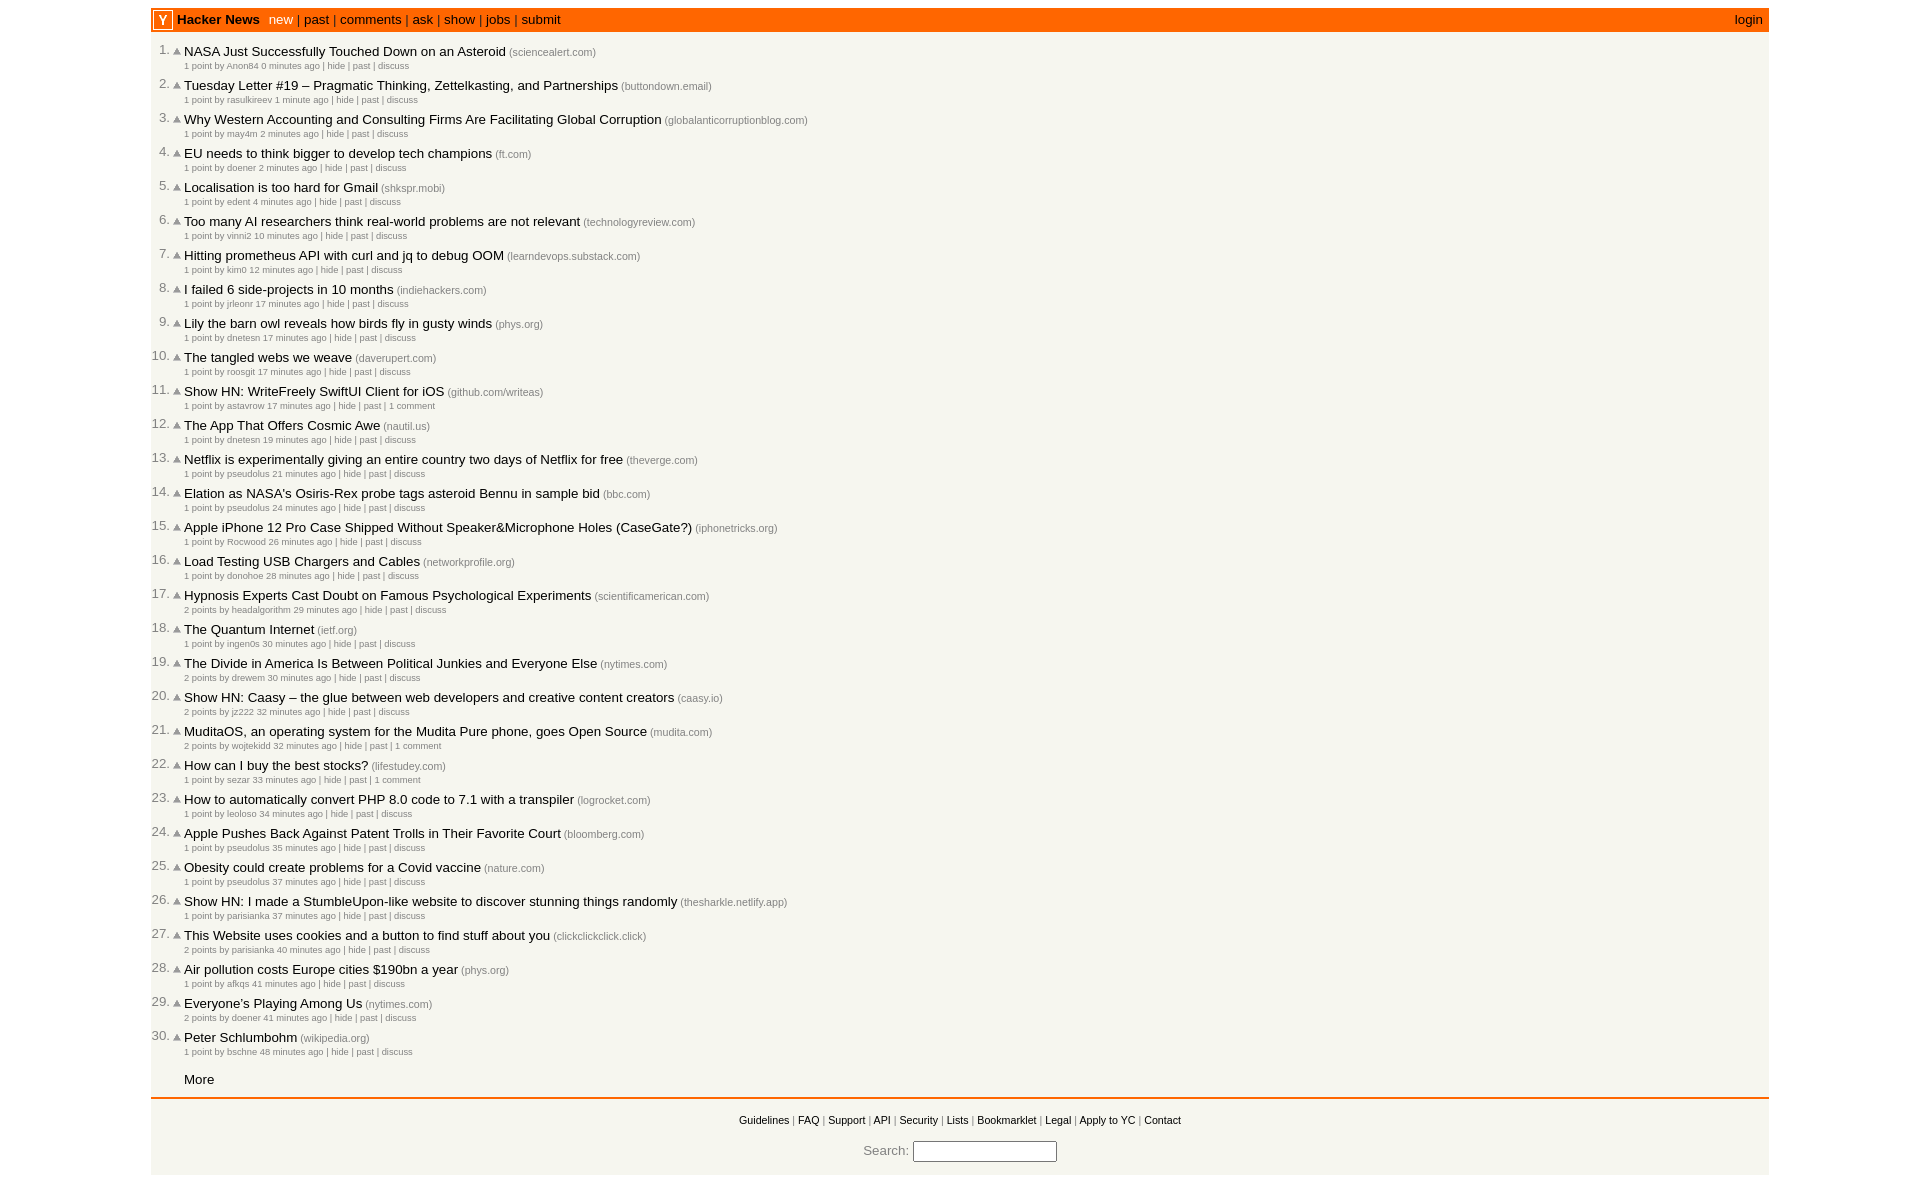 Y Hacker News new | past | comments | ask | show | jobs | submit login
1. NASA Just Successfully Touched Down on an Asteroid (sciencealert.com)
1 point by Anon84 0 minutes ago | hide | past | discuss
2. Tuesday Letter #19 – Pragmatic Thinking, Zettelkasting, and Partnerships (buttondown.email)
1 point by rasulkireev 1 minute ago | hide | past | discuss
3. Why Western Accounting and Consulting Firms Are Facilitating Global Corruption (globalanticorruptionblog.com)
1 point by may4m 2 minutes ago | hide | past | discuss
4. EU needs to think bigger to develop tech champions (ft.com)
1 point by doener 2 minutes ago | hide | past | discuss
5. Localisation is too hard for Gmail (shkspr.mobi)
1 point by edent 4 minutes ago | hide | past | discuss
6. Too many AI researchers think real-world problems are not relevant (technologyreview.com)
1 point by vinni2 10 minutes ago | hide | past | discuss
7. Hitting prometheus API with curl and jq to debug OOM (learndevops.substack.com)
1 point by kim0 12 minutes ago | hide | past | discuss
8. I failed 6 side-projects in 10 months (indiehackers.com)
1 point by jrleonr 17 minutes ago | hide | past | discuss
9. Lily the barn owl reveals how birds fly in gusty winds (phys.org)
1 point by dnetesn 17 minutes ago | hide | past | discuss
10. The tangled webs we weave (daverupert.com)
1 point by roosgit 17 minutes ago | hide | past | discuss
11. Show HN: WriteFreely SwiftUI Client for iOS (github.com/writeas)
1 point by astavrow 17 minutes ago | hide | past | 1 comment
12. The App That Offers Cosmic Awe (nautil.us)
1 point by dnetesn 19 minutes ago | hide | past | discuss
13. Netflix is experimentally giving an entire country two days of Netflix for free (theverge.com)
1 point by pseudolus 21 minutes ago | hide | past | discuss
14. Elation as NASA's Osiris-Rex probe tags asteroid Bennu in sample bid (bbc.com)
1 point by pseudolus 24 minutes ago | hide | past | discuss
15. Apple iPhone 12 Pro Case Shipped Without Speaker&Microphone Holes (CaseGate?) (iphonetricks.org)
1 point by Rocwood 26 minutes ago | hide | past | discuss
16. Load Testing USB Chargers and Cables (networkprofile.org)
1 point by donohoe 28 minutes ago | hide | past | discuss
17. Hypnosis Experts Cast Doubt on Famous Psychological Experiments (scientificamerican.com)
2 points by headalgorithm 29 minutes ago | hide | past | discuss
18. The Quantum Internet (ietf.org)
1 point by ingen0s 30 minutes ago | hide | past | discuss
19. The Divide in America Is Between Political Junkies and Everyone Else (nytimes.com)
2 points by drewem 30 minutes ago | hide | past | discuss
20. Show HN: Caasy – the glue between web developers and creative content creators (caasy.io)
2 points by jz222 32 minutes ago | hide | past | discuss
21. MuditaOS, an operating system for the Mudita Pure phone, goes Open Source (mudita.com)
2 points by wojtekidd 32 minutes ago | hide | past | 1 comment
22. How can I buy the best stocks? (lifestudey.com)
1 point by sezar 33 minutes ago | hide | past | 1 comment
23. How to automatically convert PHP 8.0 code to 7.1 with a transpiler (logrocket.com)
1 point by leoloso 34 minutes ago | hide | past | discuss
24. Apple Pushes Back Against Patent Trolls in Their Favorite Court (bloomberg.com)
1 point by pseudolus 35 minutes ago | hide | past | discuss
25. Obesity could create problems for a Covid vaccine (nature.com)
1 point by pseudolus 37 minutes ago | hide | past | discuss
26. Show HN: I made a StumbleUpon-like website to discover stunning things randomly (thesharkle.netlify.app)
1 point by parisianka 37 minutes ago | hide | past | discuss
27. This Website uses cookies and a button to find stuff about you (clickclickclick.click)
2 points by parisianka 40 minutes ago | hide | past | discuss
28. Air pollution costs Europe cities $190bn a year (phys.org)
1 point by afkqs 41 minutes ago | hide | past | discuss
29. Everyone’s Playing Among Us (nytimes.com)
2 points by doener 41 minutes ago | hide | past | discuss
30. Peter Schlumbohm (wikipedia.org)
1 point by bschne 48 minutes ago | hide | past | discuss
More
Guidelines | FAQ | Support | API | Security | Lists | Bookmarklet | Legal | Apply to YC | Contact
Search: